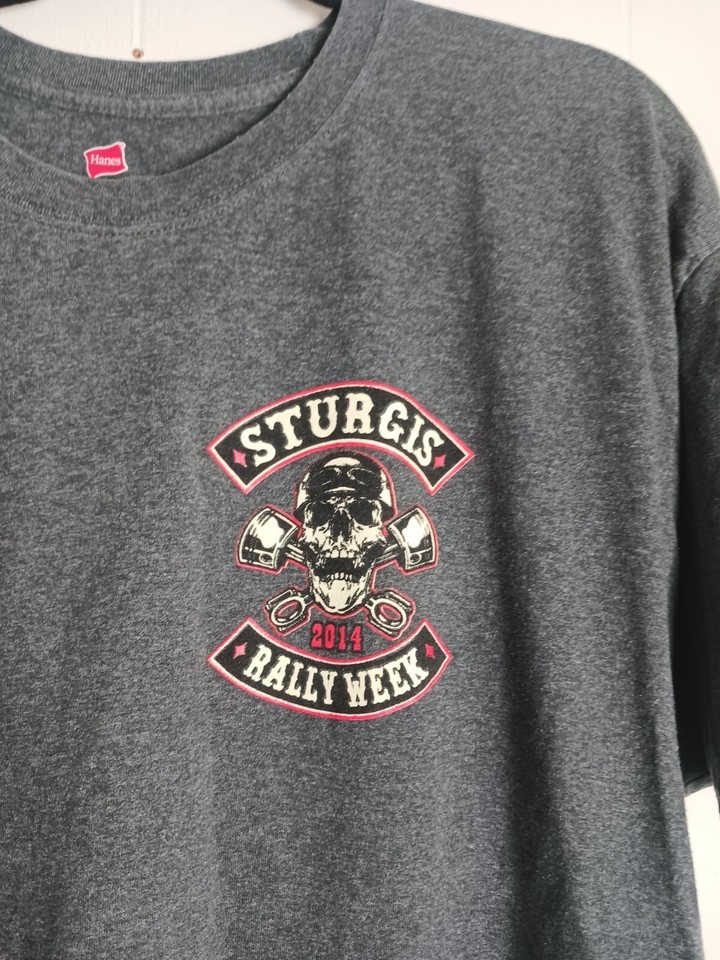 Hanes
STURGIS
2014
RALLY WEEK